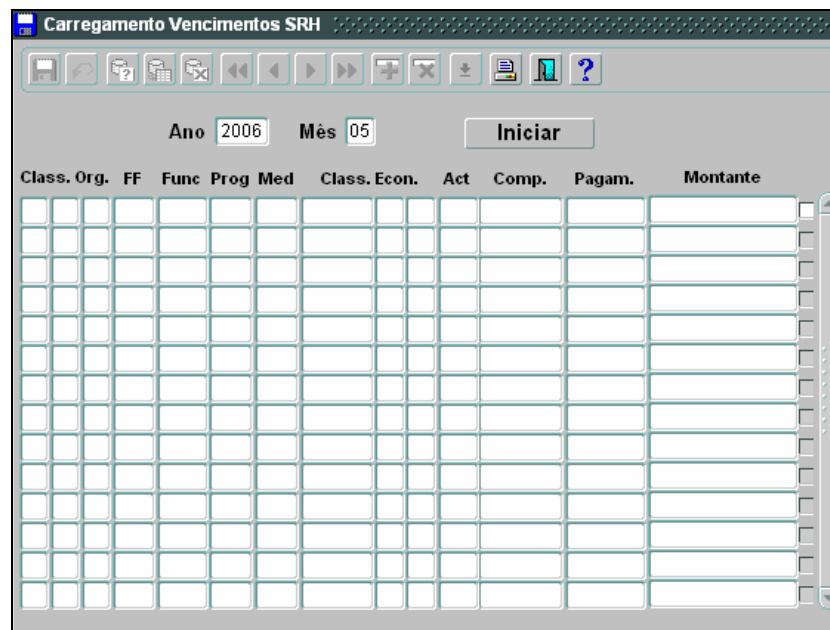 Carregamento Vencimentos SRH
Ano 2006 Mês 05 Iniciar
Class. Org. FF Func Prog Med Class. Econ. Act Comp. Pagam. Montante